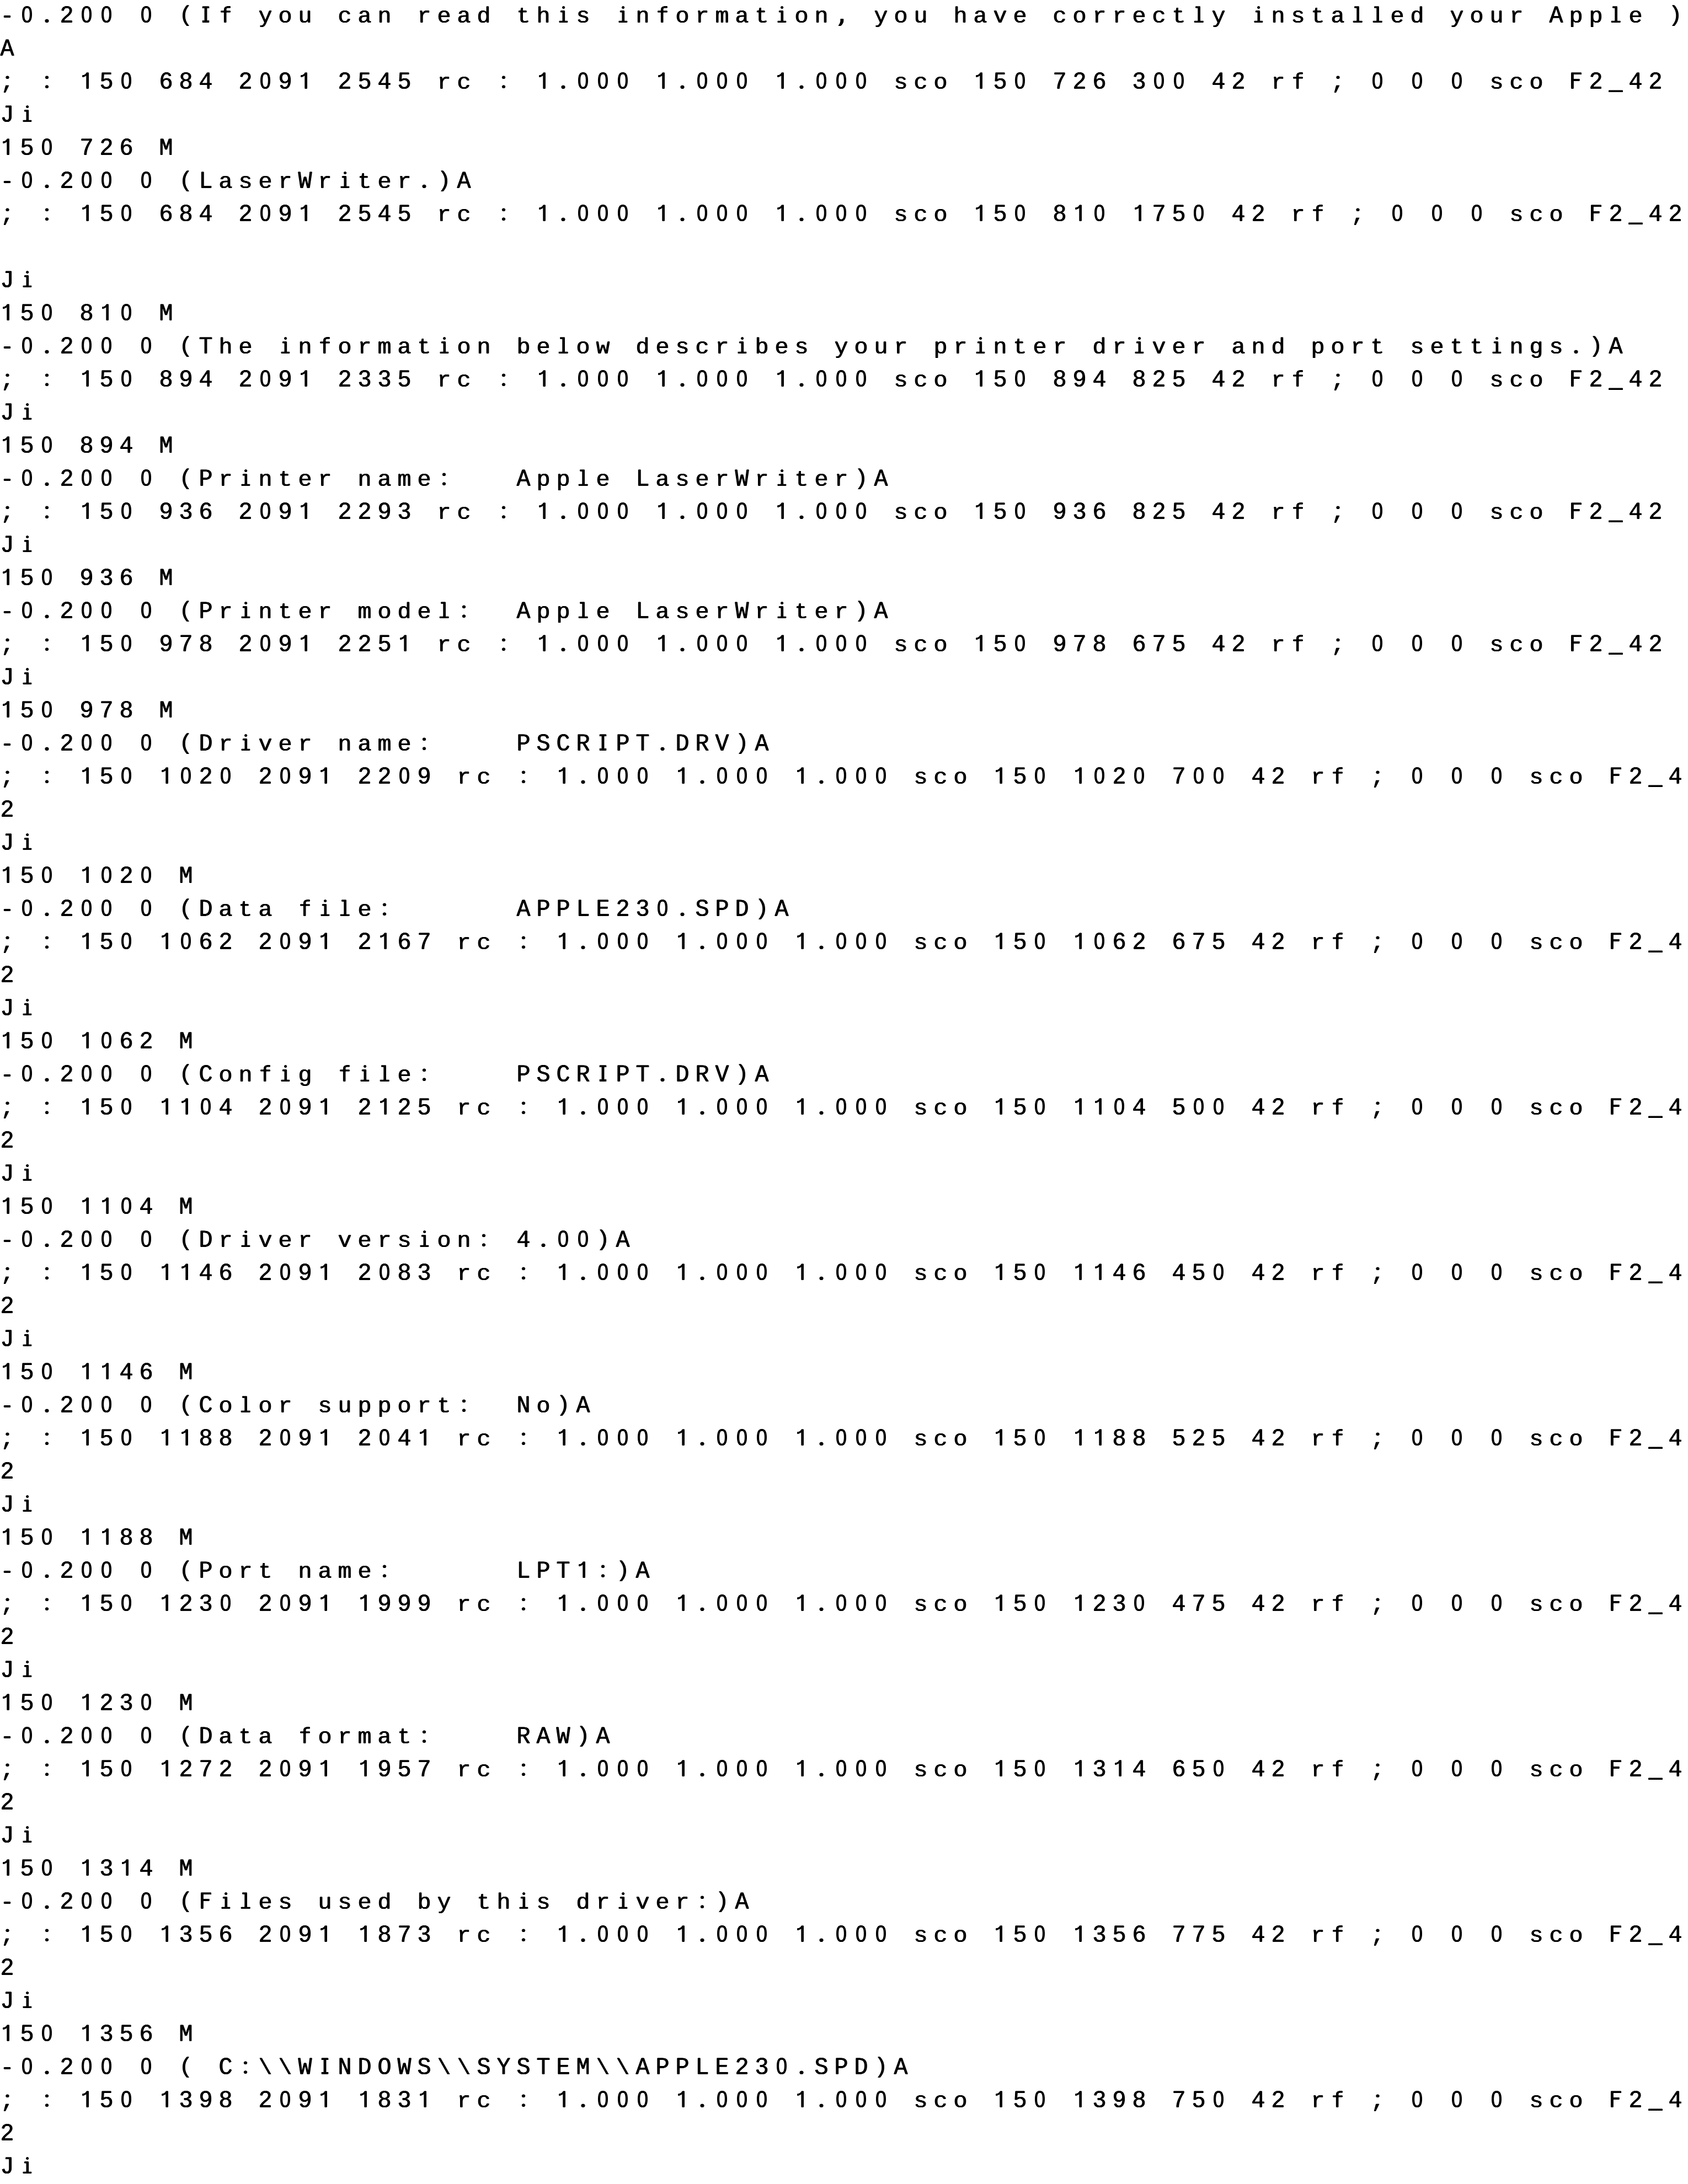 -0.200 0 (If you can read this information, you have correctly installed your Apple )
A
; : 150 684 2091 2545 rc : 1.000 1.000 1.000 sco 150 726 300 42 rf ; 0 0 0 sco F2_42
Ji
150 726 M
-0.200 0 (LaserWriter.)A
; : 150 684 2091 2545 rc : 1.000 1.000 1.000 sco 150 810 1750 42 rf ; 0 0 0 sco F2_42
Ji
150 810 M
-0.200 0 (The information below describes your printer driver and port settings.)A
; : 150 894 2091 2335 rc : 1.000 1.000 1.000 sco 150 894 825 42 rf ; 0 0 0 sco F2_42
Ji
150 894 M
-0.200 0 (Printer name:   Apple LaserWriter)A
; : 150 936 2091 2293 rc : 1.000 1.000 1.000 sco 150 936 825 42 rf ; 0 0 0 sco F2_42
Ji
150 936 M
-0.200 0 (Printer model:  Apple LaserWriter)A
; : 150 978 2091 2251 rc : 1.000 1.000 1.000 sco 150 978 675 42 rf ; 0 0 0 sco F2_42
Ji
150 978 M
-0.200 0 (Driver name:    PSCRIPT.DRV)A
; : 150 1020 2091 2209 rc : 1.000 1.000 1.000 sco 150 1020 700 42 rf ; 0 0 0 sco F2_4
2
Ji
150 1020 M
-0.200 0 (Data file:      APPLE230.SPD)A
; : 150 1062 2091 2167 rc : 1.000 1.000 1.000 sco 150 1062 675 42 rf ; 0 0 0 sco F2_4
2
Ji
150 1062 M
-0.200 0 (Config file:    PSCRIPT.DRV)A
; : 150 1104 2091 2125 rc : 1.000 1.000 1.000 sco 150 1104 500 42 rf ; 0 0 0 sco F2_4
2
Ji
150 1104 M
-0.200 0 (Driver version: 4.00)A
; : 150 1146 2091 2083 rc : 1.000 1.000 1.000 sco 150 1146 450 42 rf ; 0 0 0 sco F2_4
2
Ji
150 1146 M
-0.200 0 (Color support:  No)A
; : 150 1188 2091 2041 rc : 1.000 1.000 1.000 sco 150 1188 525 42 rf ; 0 0 0 sco F2_4
2
Ji
150 1188 M
-0.200 0 (Port name:      LPT1:)A
; : 150 1230 2091 1999 rc : 1.000 1.000 1.000 sco 150 1230 475 42 rf ; 0 0 0 sco F2_4
2
Ji
150 1230 M
-0.200 0 (Data format:    RAW)A
; : 150 1272 2091 1957 rc : 1.000 1.000 1.000 sco 150 1314 650 42 rf ; 0 0 0 sco F2_4
2
Ji
150 1314 M
-0.200 0 (Files used by this driver:)A
; : 150 1356 2091 1873 rc : 1.000 1.000 1.000 sco 150 1356 775 42 rf ; 0 0 0 sco F2_4
2
Ji
150 1356 M
-0.200 0 ( C:\\WINDOWS\\SYSTEM\\APPLE230.SPD)A
; : 150 1398 2091 1831 rc : 1.000 1.000 1.000 sco 150 1398 750 42 rf ; 0 0 0 sco F2_4
2
Ji